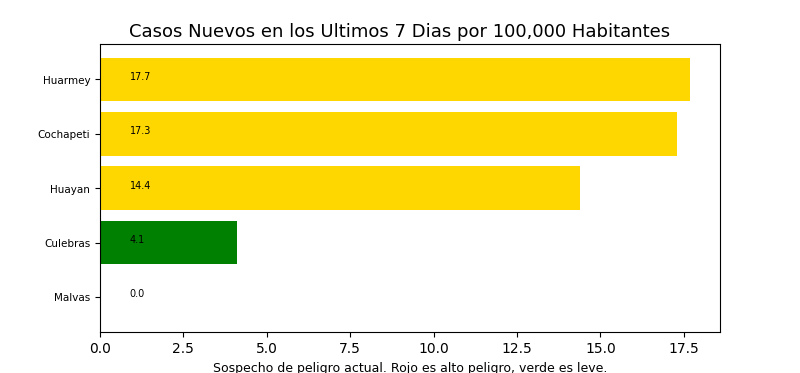 Casos Nuevos en los Ultimos 7 Dias por 100,000 Habitantes
Huarmey 17.7
Cochapeti 17.3
Huayan 14.4
Culebras 4.1
Malvas 0.0
0.0 2.5 5.0 7.5 10.0 12.5 15.0 17.5
Sospecho de peligro actual. Rojo es alto peligro, verde es leve.